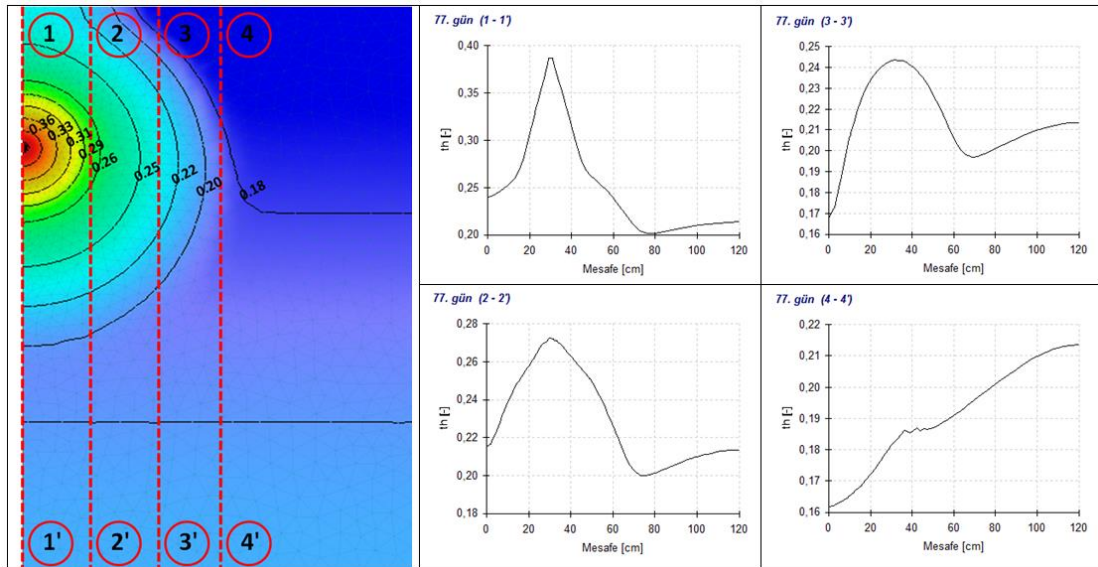 1 2 3 4
0.36
0.33
0.31
0.29
0.26
0.25
0.22
0.20
0.18
1' 2' 3' 4'
77. gün (1 - 1')
th [-]
0,40
0,35
0,30
0,25
0,20
0 20 40 60 80 100 120
Mesafe [cm]
77. gün (3 - 3')
th [-]
0,25
0,24
0,23
0,22
0,21
0,20
0,19
0,18
0,17
0,16
0 20 40 60 80 100 120
Mesafe [cm]
77. gün (2 - 2')
th [-]
0,28
0,26
0,24
0,22
0,20
0,18
0 20 40 60 80 100 120
Mesafe [cm]
77. gün (4 - 4')
th [-]
0,22
0,21
0,20
0,19
0,18
0,17
0,16
0 20 40 60 80 100 120
Mesafe [cm]